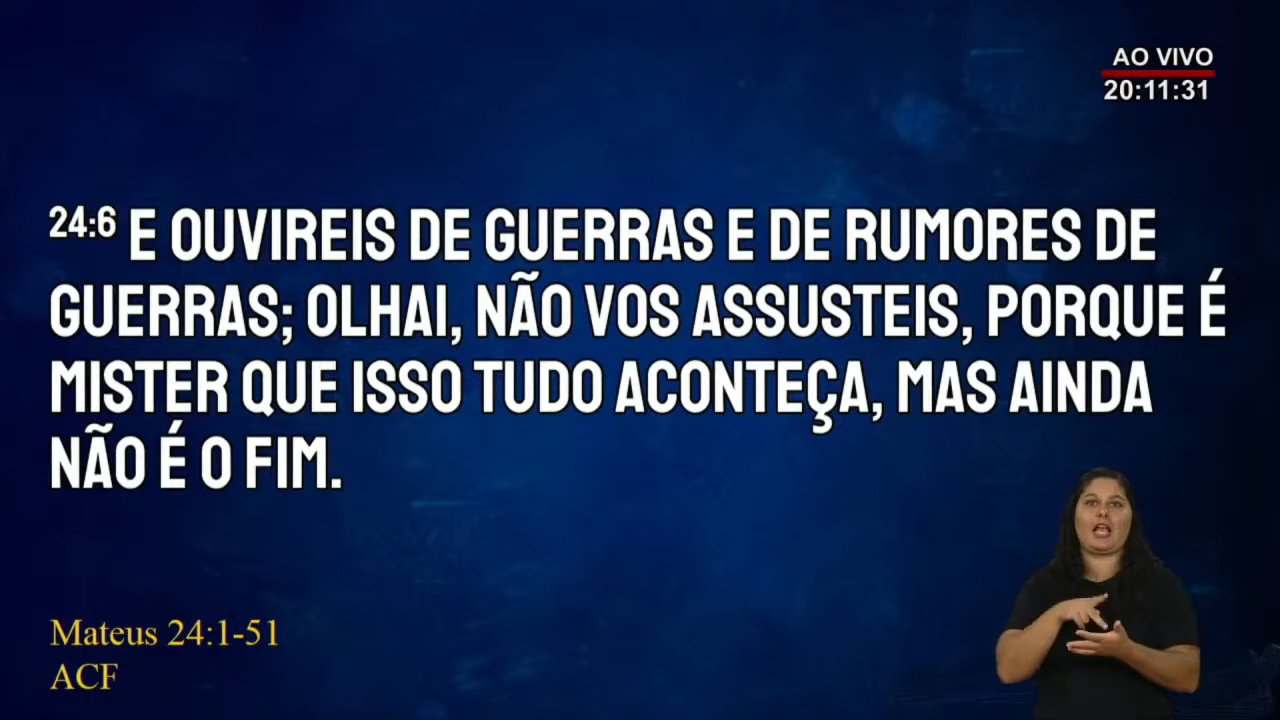 AO VIVO
20:11:31
24:6 E OUVIREIS DE GUERRAS E DE RUMORES DE
GUERRAS; OLHAI, NÃO VOS ASSUSTEIS, PORQUE É
MISTER QUE ISSO TUDO ACONTEÇA, MAS AINDA
NÃO É O FIM.
Mateus 24:1-51
ACF